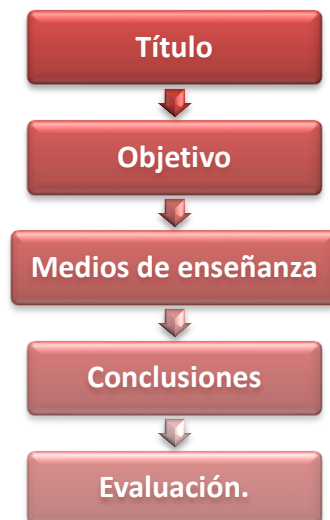 Título
Objetivo
Medios de enseñanza
Conclusiones
Evaluación.